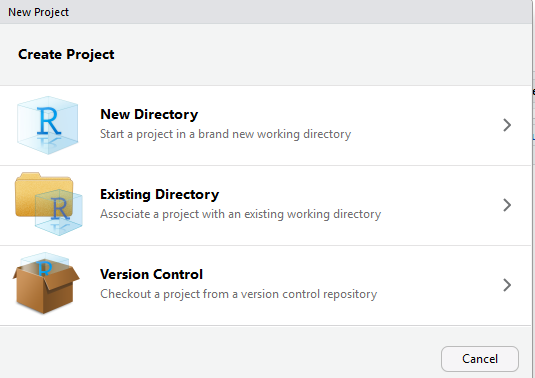 New Project
Create Project
R
New Directory
Start a project in a brand new working directory
R
Existing Directory
Associate a project with an existing working directory
R
Version Control
Checkout a project from a version control repository
Cancel